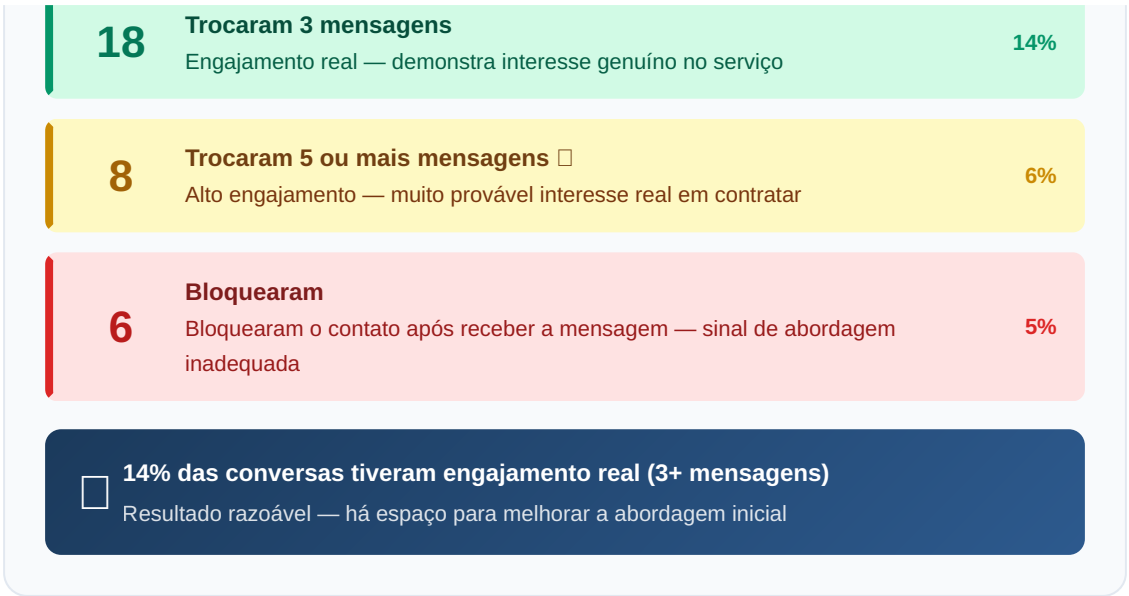 18
Trocaram 3 mensagens
Engajamento real — demonstra interesse genuíno no serviço
14%
8
Trocaram 5 ou mais mensagens
Alto engajamento — muito provável interesse real em contratar
6%
6
Bloquearam
Bloquearam o contato após receber a mensagem — sinal de abordagem
inadequada
5%
14% das conversas tiveram engajamento real (3+ mensagens)
Resultado razoável — há espaço para melhorar a abordagem inicial